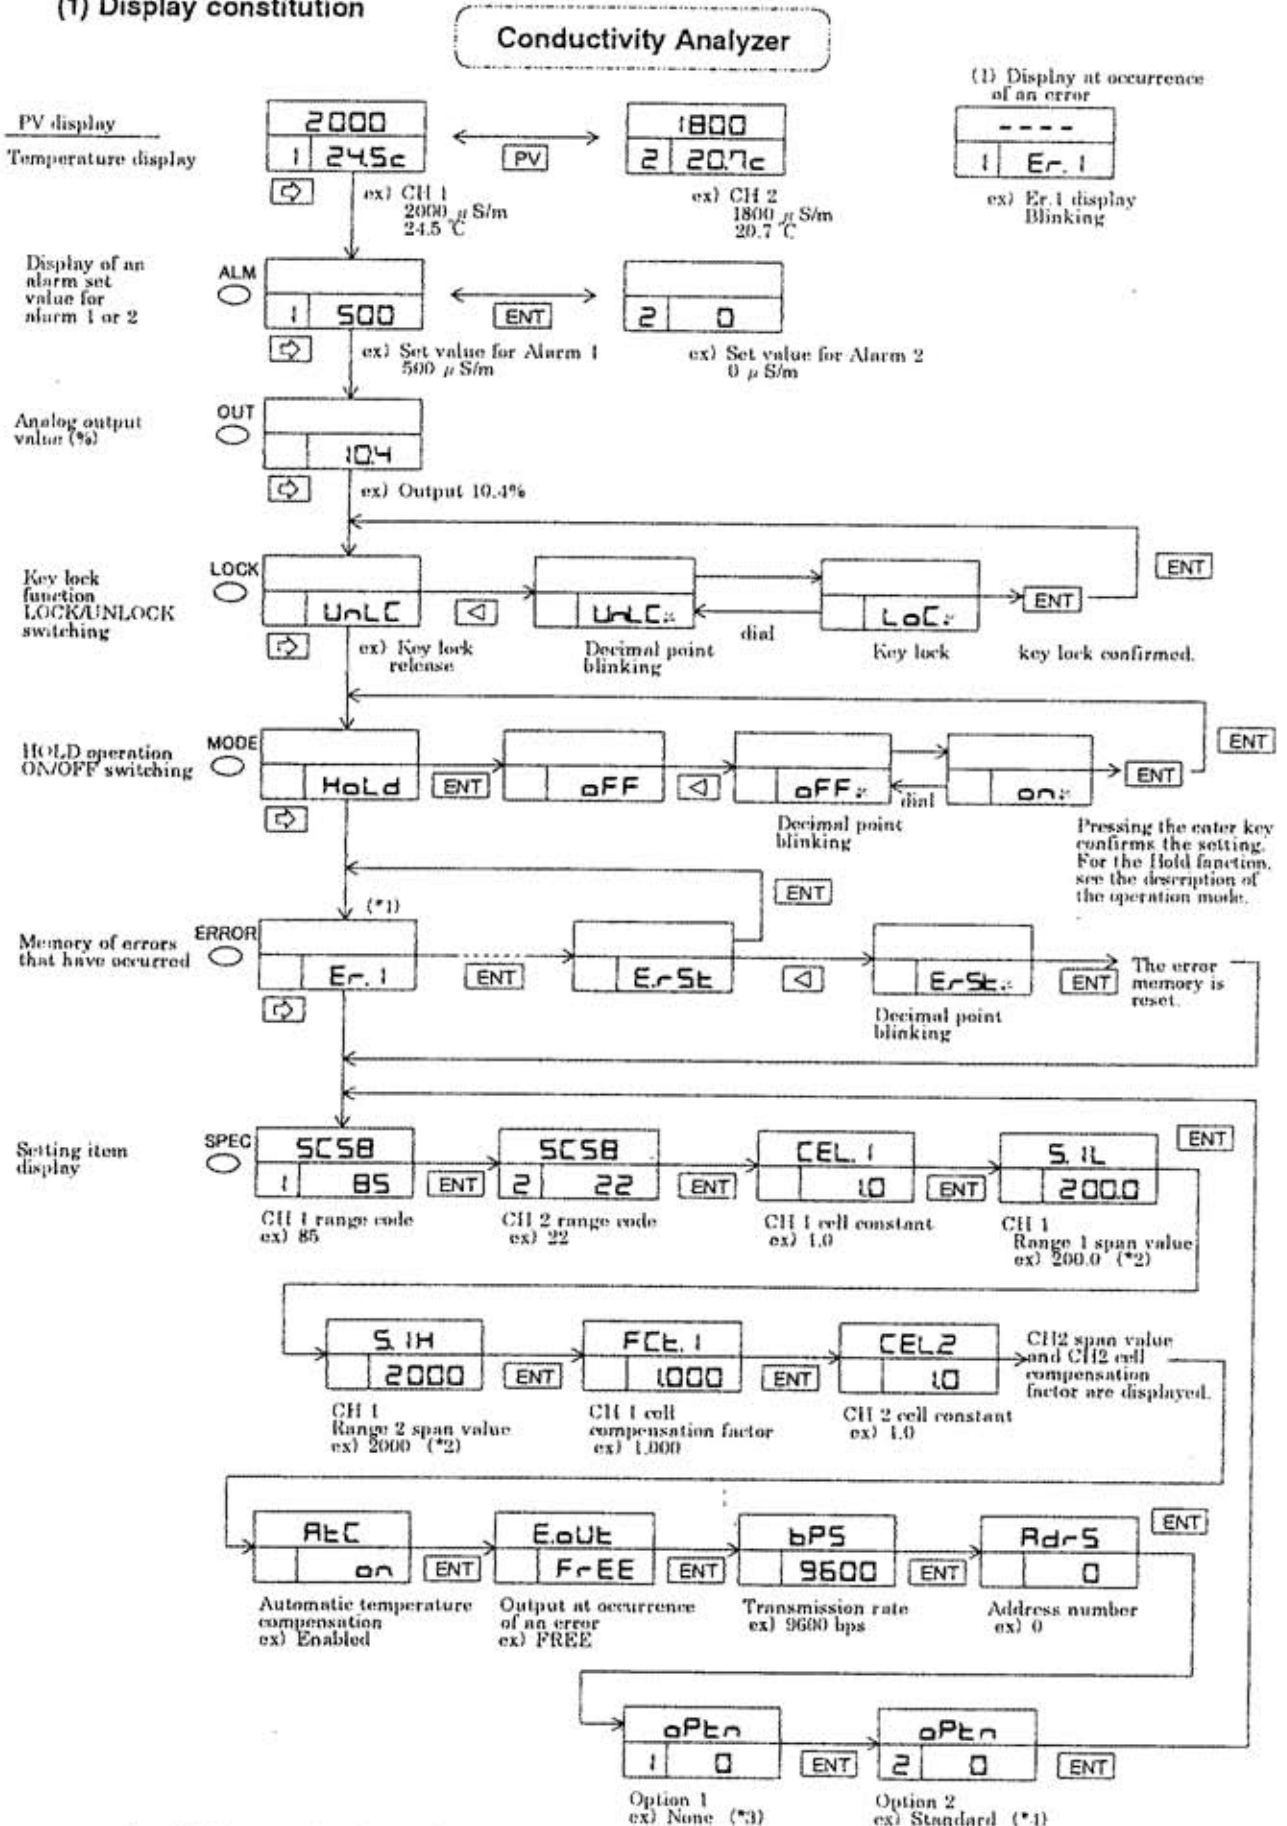 (1) Display constitution
Conductivity Analyzer
(1) Display at occurrence
of an error
PV display
Temperature display
2000
1 24.5c
PV
1800
2 20.7c
- - - -
1 Er. 1
ex) CH 1
2000 μ S/m
24.5 ℃
ex) CH 2
1800 μ S/m
20.7 ℃
ex) Er.1 display
Blinking
Display of an
alarm set
value for
alarm 1 or 2
ALM
1 500
ENT
2 0
ex) Set value for Alarm 1
500 μ S/m
ex) Set value for Alarm 2
0 μ S/m
Analog output
value (%)
OUT
10.4
ex) Output 10.4%
Key lock
function
LOCK/UNLOCK
switching
LOCK
UnLC
UnLC
dial
LoC
ENT
ENT
ex) Key lock
release
Decimal point
blinking
Key lock
key lock confirmed.
HOLD operation
ON/OFF switching
MODE
HoLd
ENT
oFF
oFF
dial
on
ENT
ENT
Decimal point
blinking
Pressing the enter key
confirms the setting.
For the Hold function,
see the description of
the operation mode.
Memory of errors
that have occurred
ERROR
(*1)
Er. 1
ENT
E.rSt
ENT
ErSt.
ENT
The error
memory is
reset.
Decimal point
blinking
Setting item
display
SPEC
SCSB
1 85
ENT
SCSB
2 22
ENT
CEL. 1
1.0
ENT
S. 1L
200.0
ENT
CH 1 range code
ex) 85
CH 2 range code
ex) 22
CH 1 cell constant
ex) 1.0
CH 1
Range 1 span value
ex) 200.0 (*2)
S. 1H
2000
ENT
FCt. 1
1.000
ENT
CEL.2
1.0
CH2 span value
and CH2 cell
compensation
factor are displayed.
CH 1
Range 2 span value
ex) 2000 (*2)
CH 1 cell
compensation factor
ex) 1.000
CH 2 cell constant
ex) 1.0
AtC
on
ENT
E.oUt
FrEE
ENT
bPS
9600
ENT
AdrS
0
ENT
Automatic temperature
compensation
ex) Enabled
Output at occurrence
of an error
ex) FREE
Transmission rate
ex) 9600 bps
Address number
ex) 0
oPtn
1 0
ENT
oPtn
2 0
ENT
Option 1
ex) None (*3)
Option 2
ex) Standard (*4)